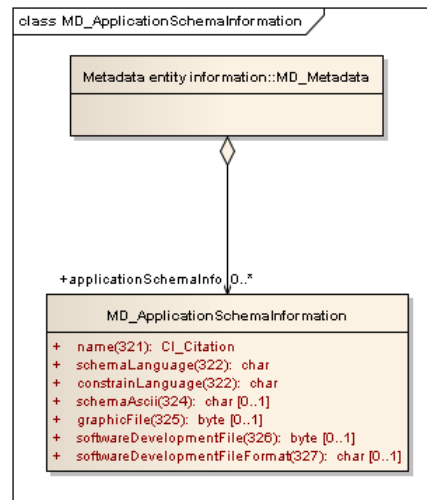 class MD_ApplicationSchemaInformation
Metadata entity information::MD_Metadata
+applicationSchemaInfo 0..*
MD_ApplicationSchemaInformation
+ name(321): CI_Citation
+ schemaLanguage(322): char
+ constrainLanguage(322): char
+ schemaAscii(324): char [0..1]
+ graphicFile(325): byte [0..1]
+ softwareDevelopmentFile(326): byte [0..1]
+ softwareDevelopmentFileFormat(327): char [0..1]